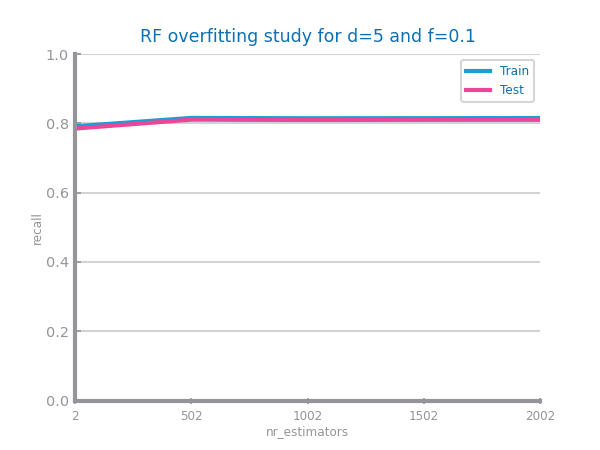 RF overfitting study for d=5 and f=0.1
1.0
0.8
0.6
0.4
0.2
0.0
recall
Train
Test
2
502
1002
1502
2002
nr_estimators